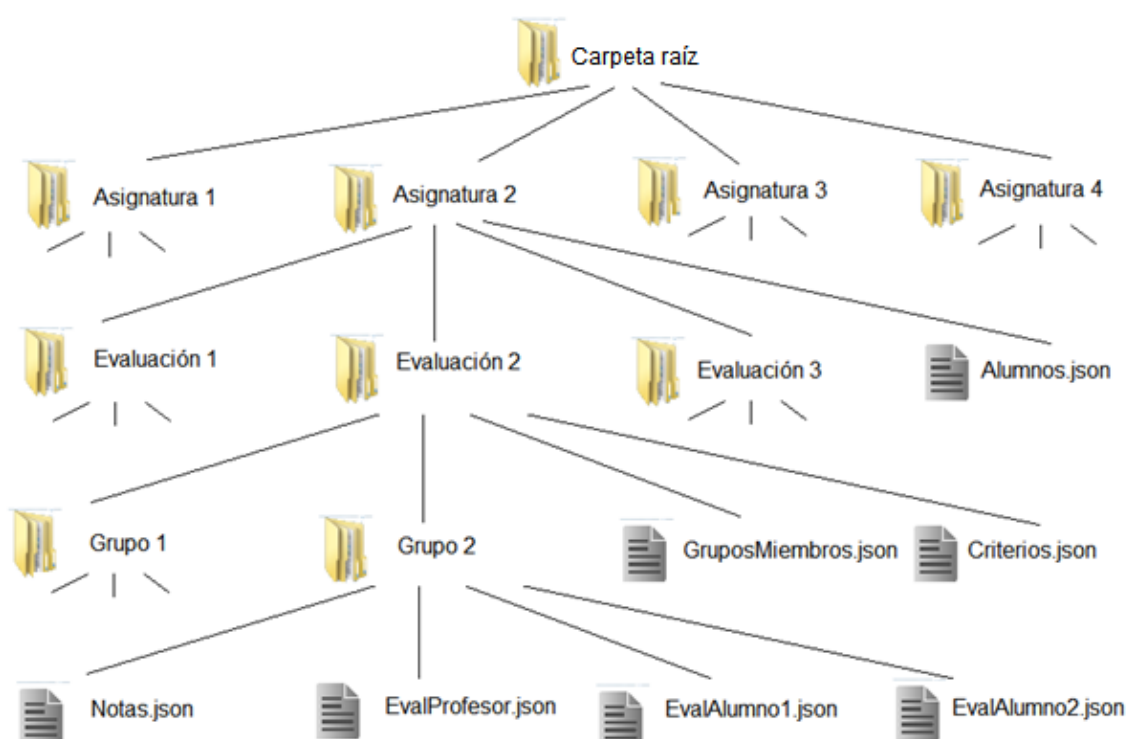 Carpeta raíz
Asignatura 1
Asignatura 2
Asignatura 3
Asignatura 4
Evaluación 1
Evaluación 2
Evaluación 3
Alumnos.json
Grupo 1
Grupo 2
GruposMiembros.json
Criterios.json
Notas.json
EvalProfesor.json
EvalAlumno1.json
EvalAlumno2.json